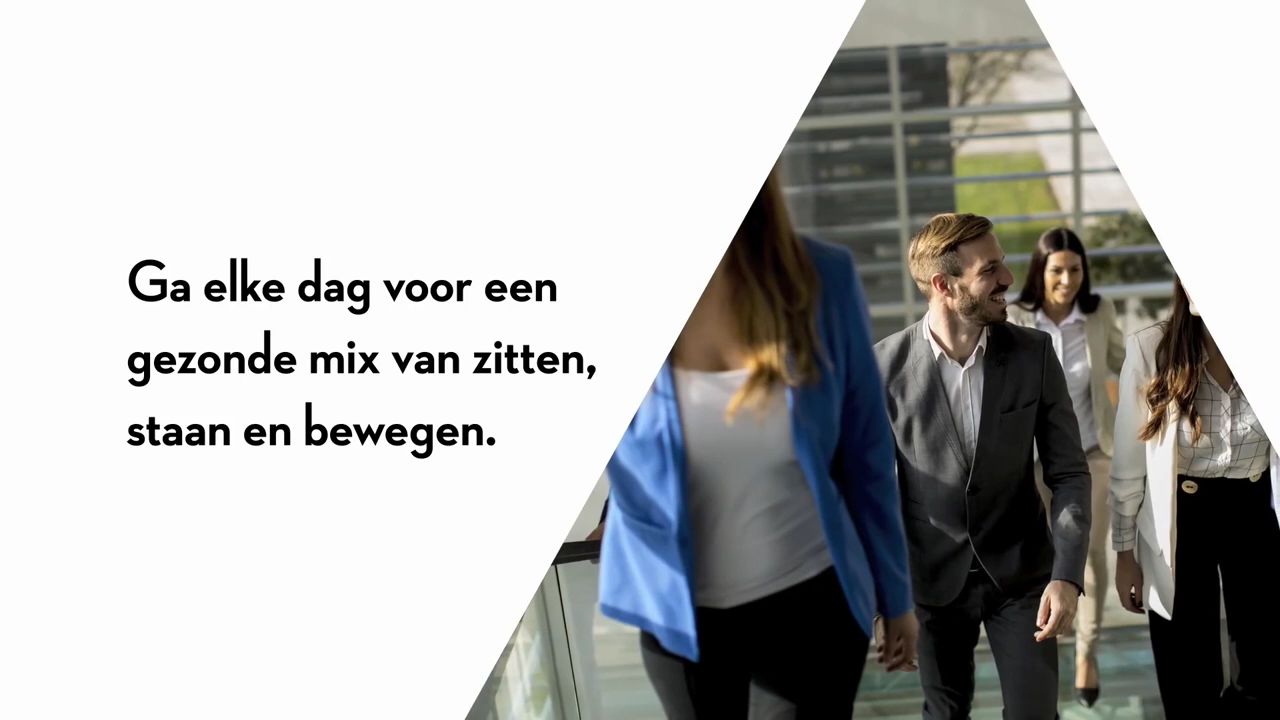 Ga elke dag voor een
gezonde mix van zitten,
staan en bewegen.